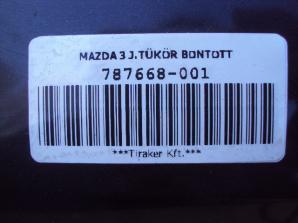 MAZDA 3 J.TÜKÖR BONTOTT
787668-001
***Tiraker Kft.***